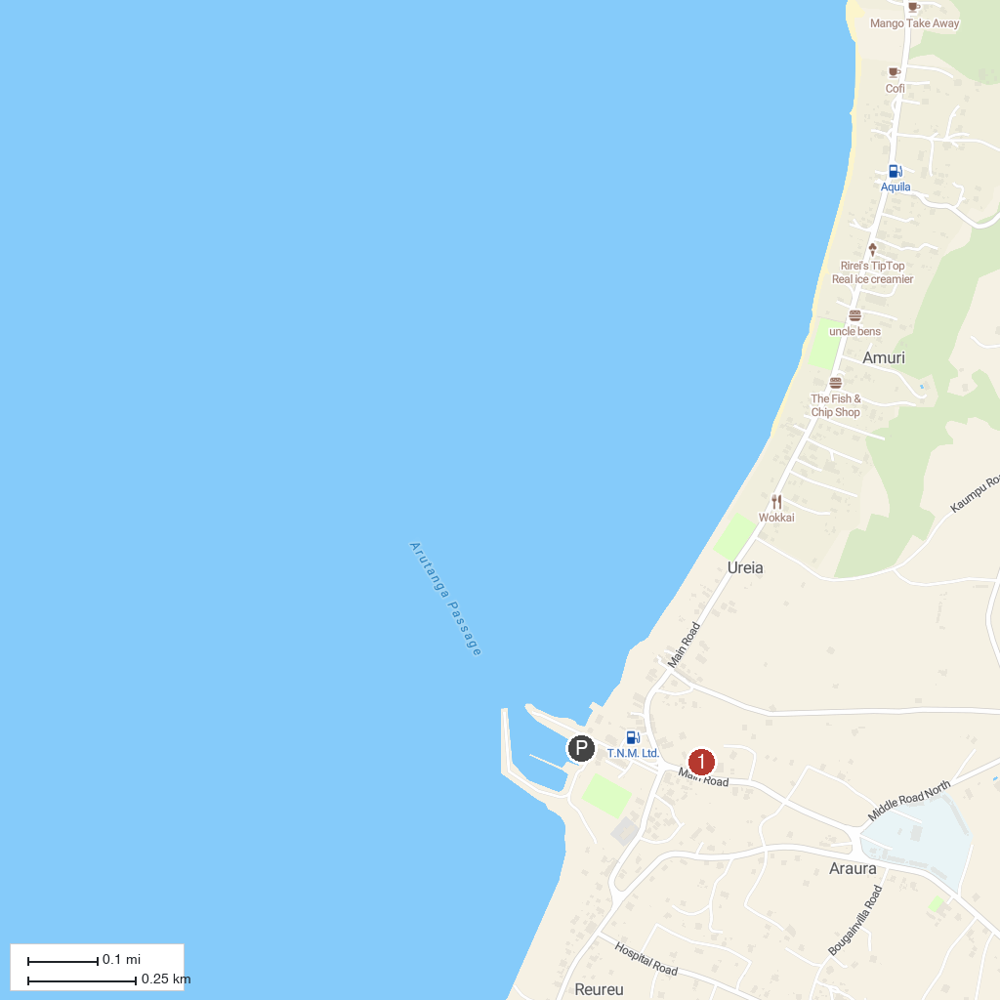 Mango Take Away
Cofi
Aquila
Rirei's TipTop
Real ice creamier
uncle bens
Amuri
The Fish &
Chip Shop
Kaumpu Roa
Wokkai
Arutanga Passage
Ureia
Main Road
P
T.N.M. Ltd.
1
Main Road
Middle Road North
Araura
Bougainvilla Road
Hospital Road
0.1 mi
0.25 km
Reureu